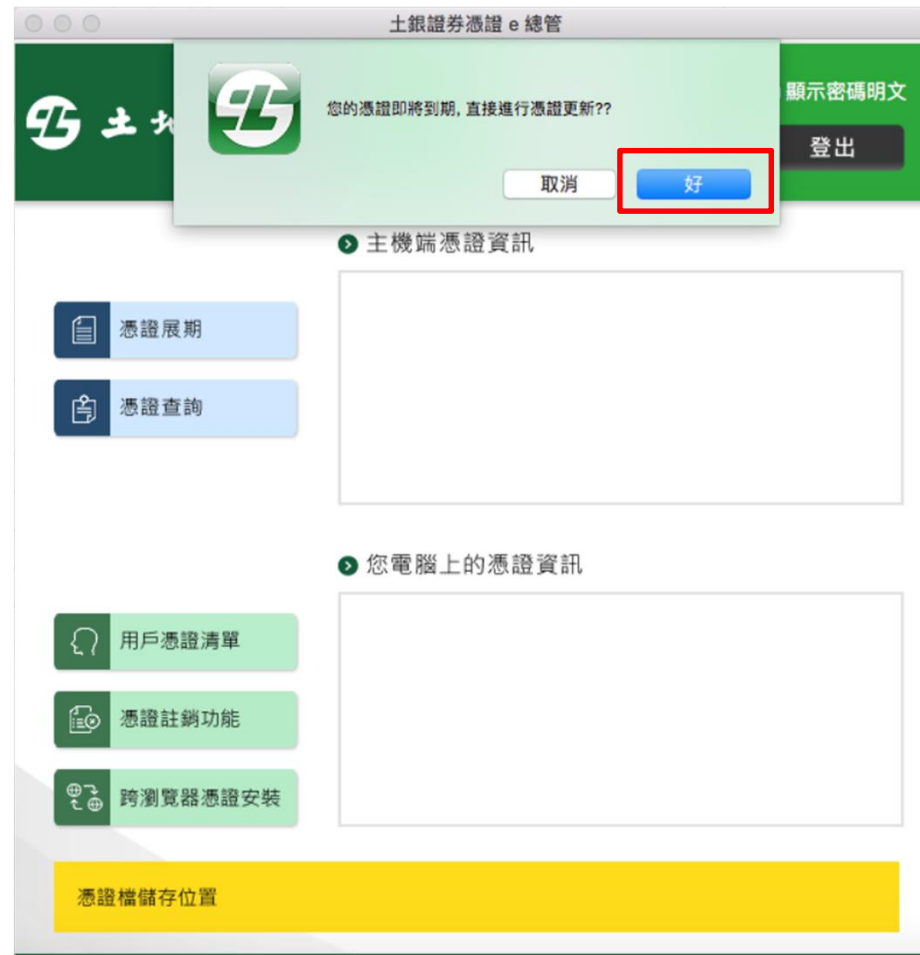 土銀證券憑證 e 總管
土
您的憑證即將到期, 直接進行憑證更新??
取消
好
顯示密碼明文
登出
主機端憑證資訊
憑證展期
憑證查詢
您電腦上的憑證資訊
用戶憑證清單
憑證註銷功能
跨瀏覽器憑證安裝
憑證檔儲存位置